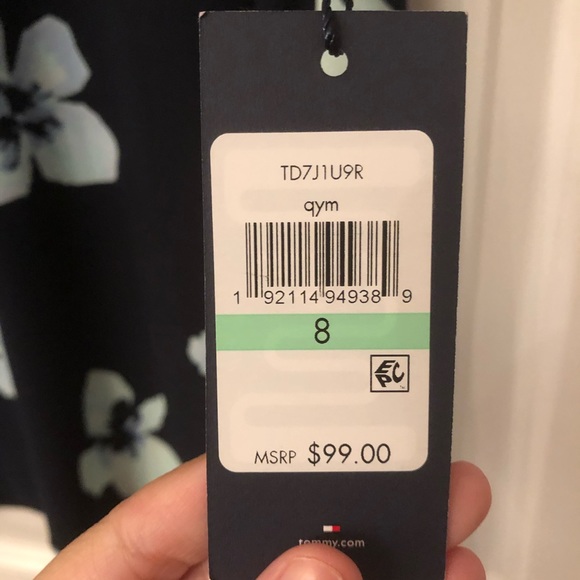 TD7J1U9R
qym
1 92114 94938 9
8
EPC
MSRP $99.00
tommy.com